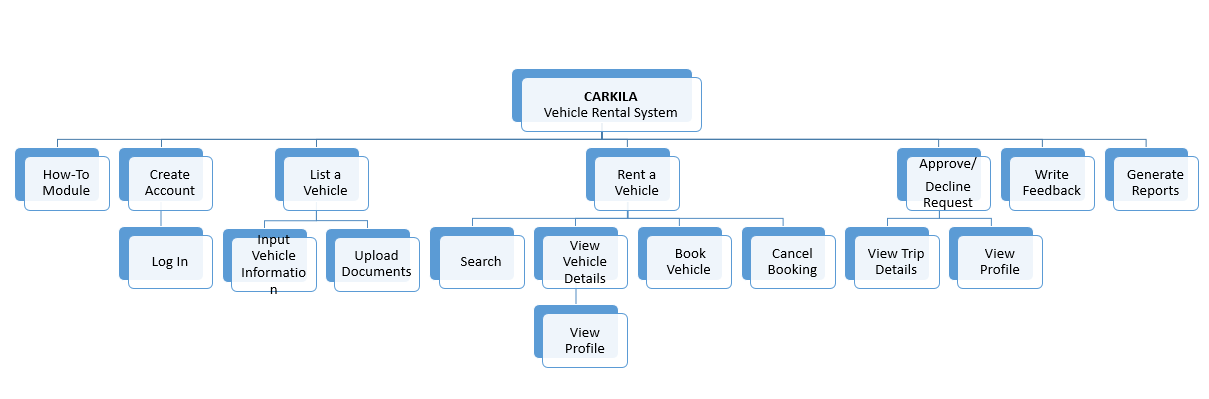 CARKILA
Vehicle Rental System
How-To
Module
Create
Account
List a
Vehicle
Rent a
Vehicle
Approve/
Decline
Request
Write
Feedback
Generate
Reports
Log In
Input
Vehicle
Informatio
n
Upload
Documents
Search
View
Vehicle
Details
Book
Vehicle
Cancel
Booking
View Trip
Details
View
Profile
View
Profile